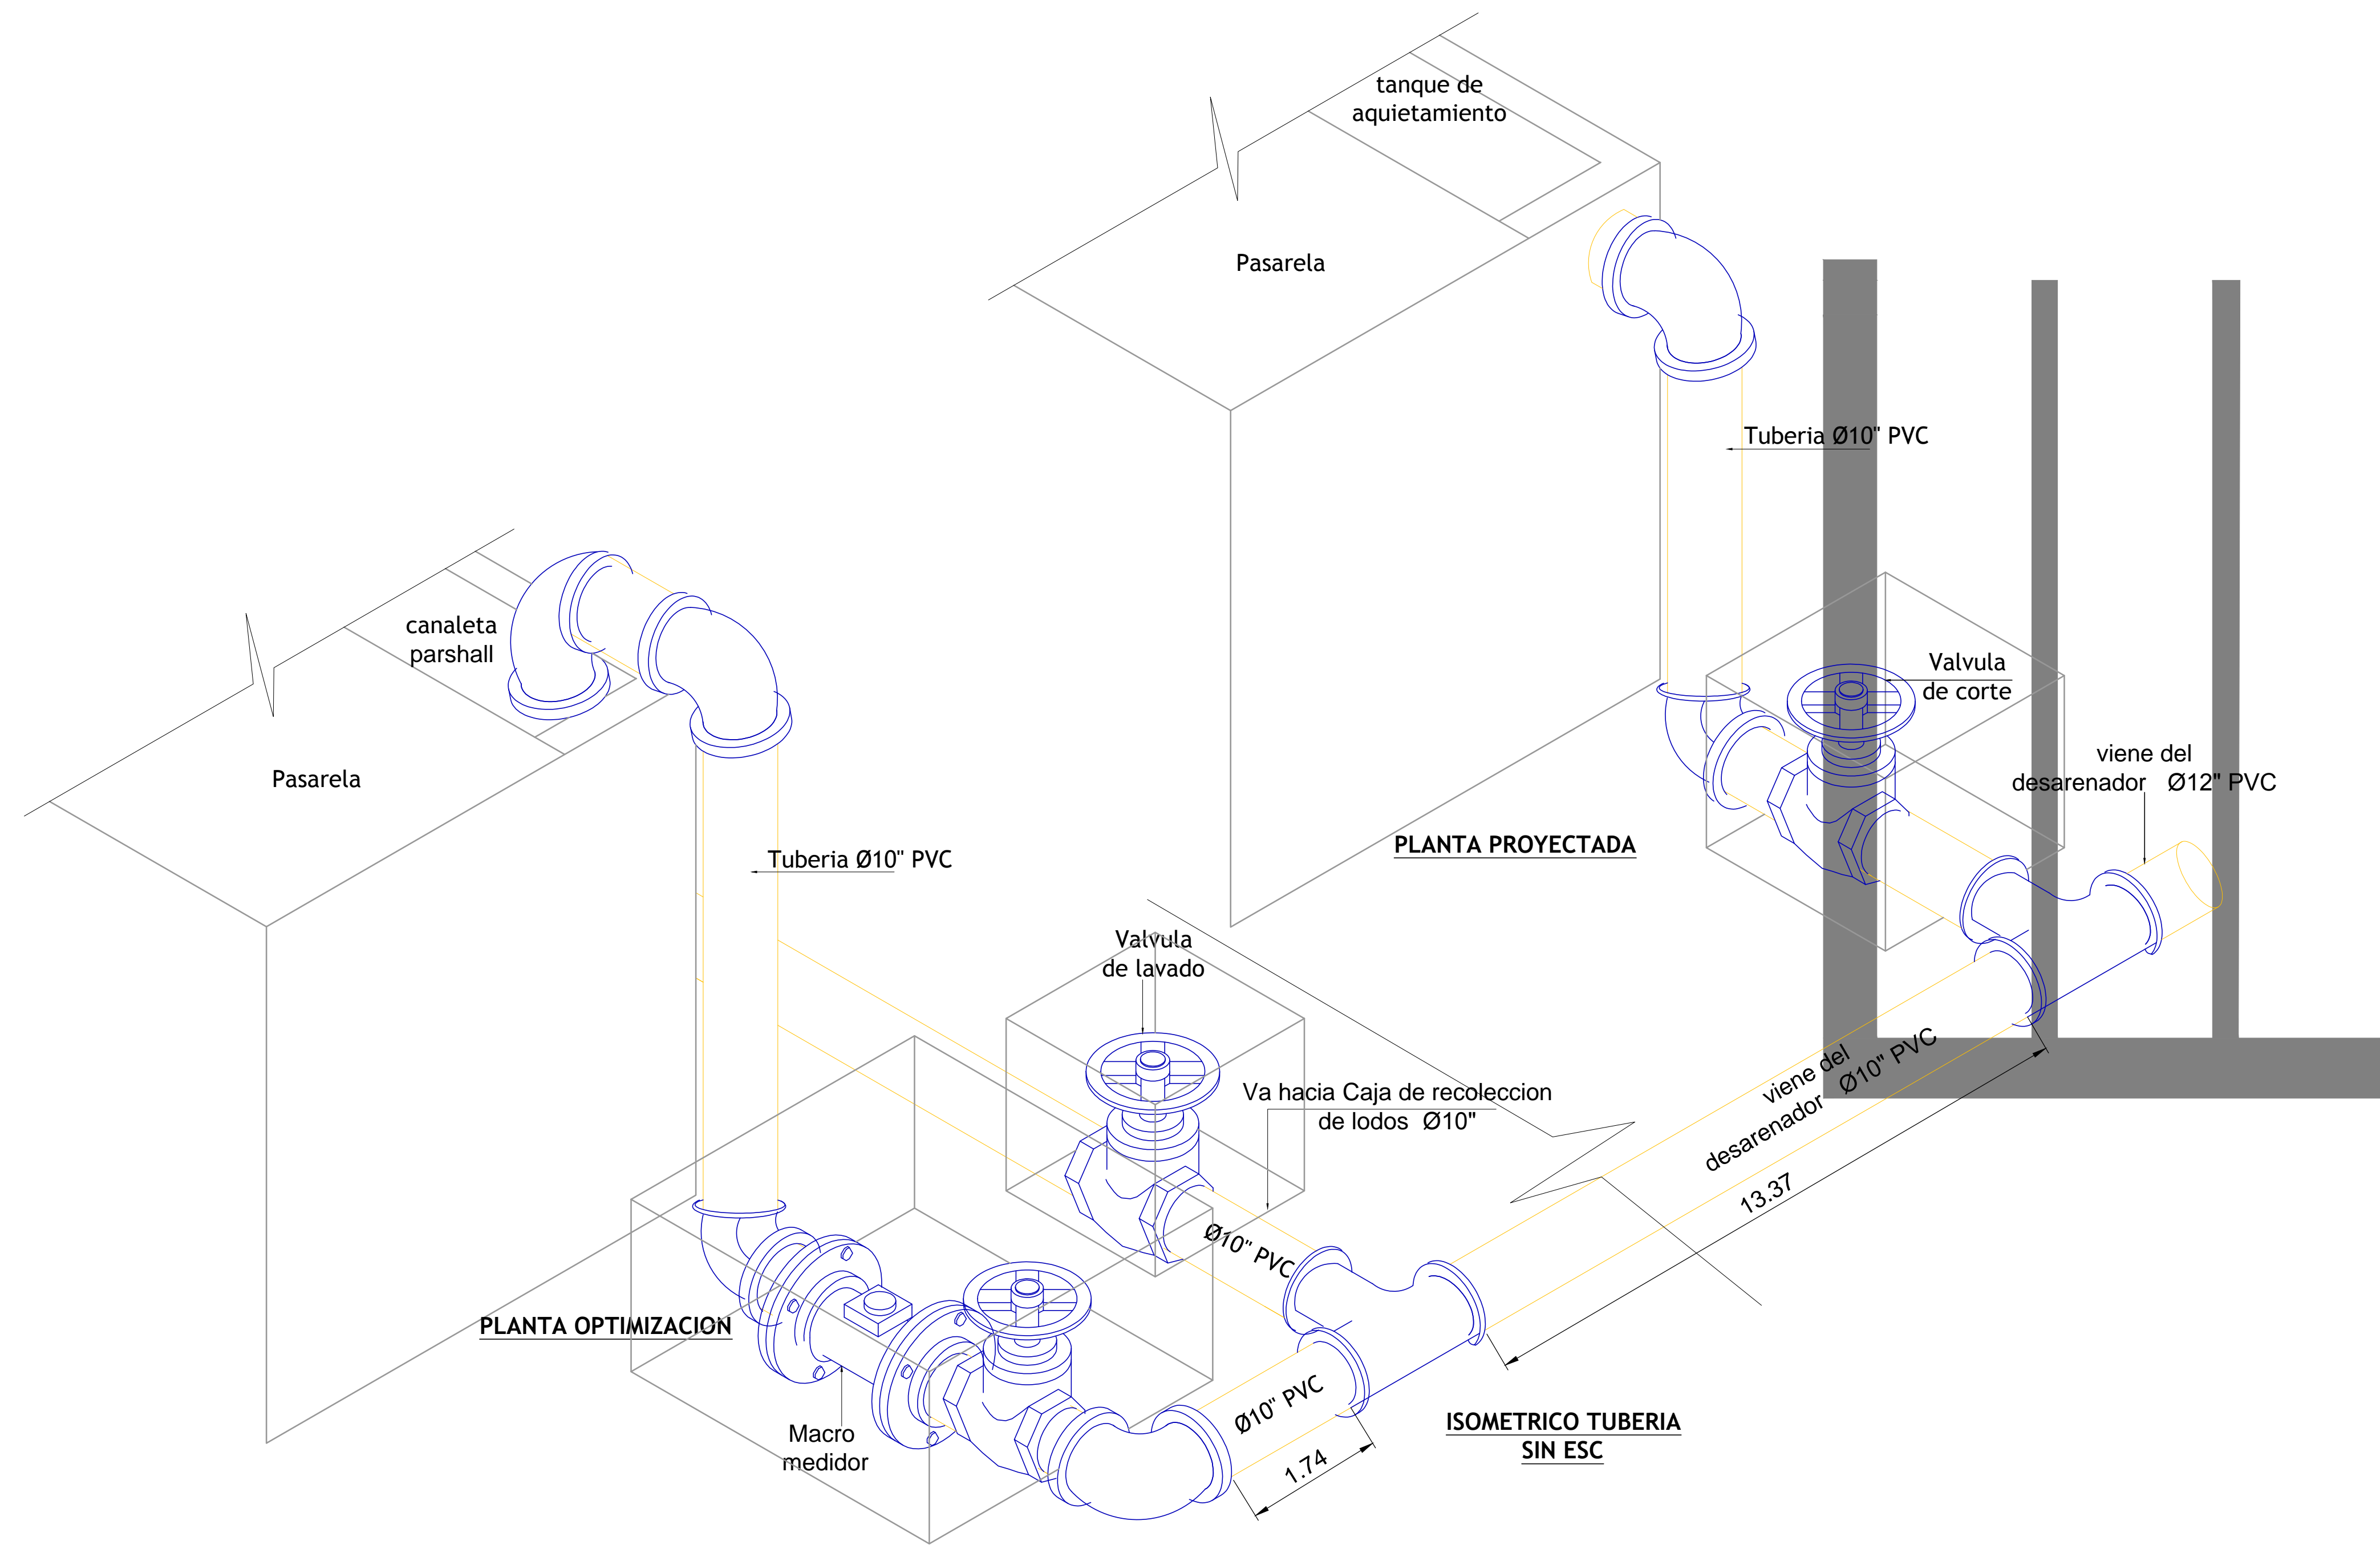 tanque de
aquietamiento
Pasarela
Tuberia Ø10" PVC
canaleta
parshall
Valvula
de corte
viene del
desarenador Ø12" PVC
Pasarela
PLANTA PROYECTADA
Tuberia Ø10" PVC
Valvula
de lavado
Va hacia Caja de recoleccion
de lodos Ø10"
viene del
desarenador Ø10" PVC
13.37
Ø10" PVC
PLANTA OPTIMIZACION
Ø10" PVC
Macro
medidor
1.74
ISOMETRICO TUBERIA
SIN ESC